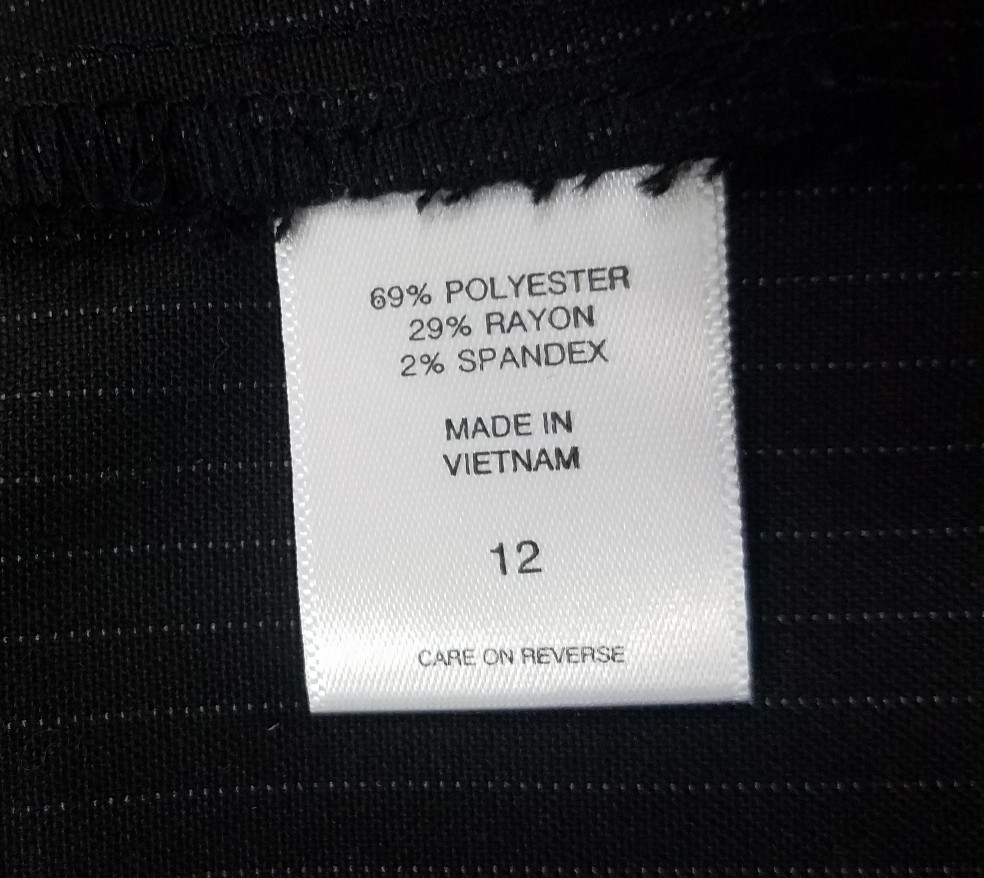 69% POLYESTER
29% RAYON
2% SPANDEX
MADE IN
VIETNAM
12
CARE ON REVERSE